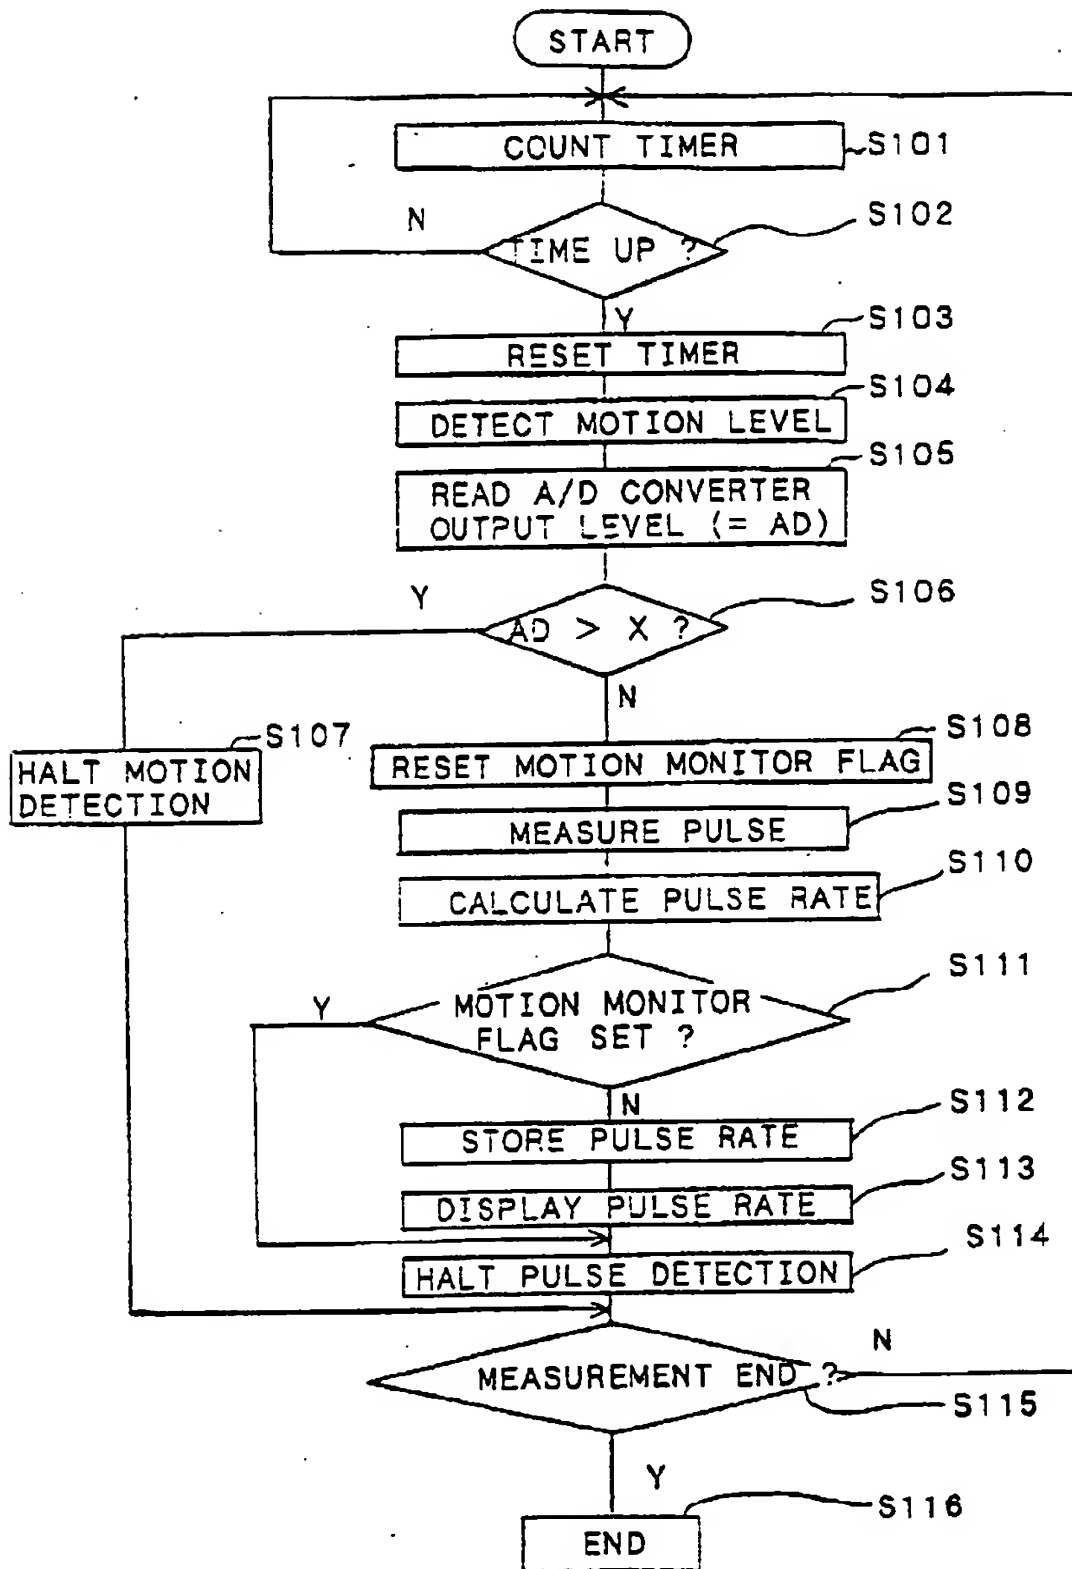 START
COUNT TIMER
S101
N
S102
TIME UP ?
Y
S103
RESET TIMER
S104
DETECT MOTION LEVEL
S105
READ A/D CONVERTER
OUTPUT LEVEL (= AD)
Y
S106
AD > X ?
N
S107
HALT MOTION
DETECTION
S108
RESET MOTION MONITOR FLAG
S109
MEASURE PULSE
S110
CALCULATE PULSE RATE
S111
Y
MOTION MONITOR
FLAG SET ?
N
S112
STORE PULSE RATE
S113
DISPLAY PULSE RATE
S114
HALT PULSE DETECTION
N
MEASUREMENT END ?
S115
Y
S116
END